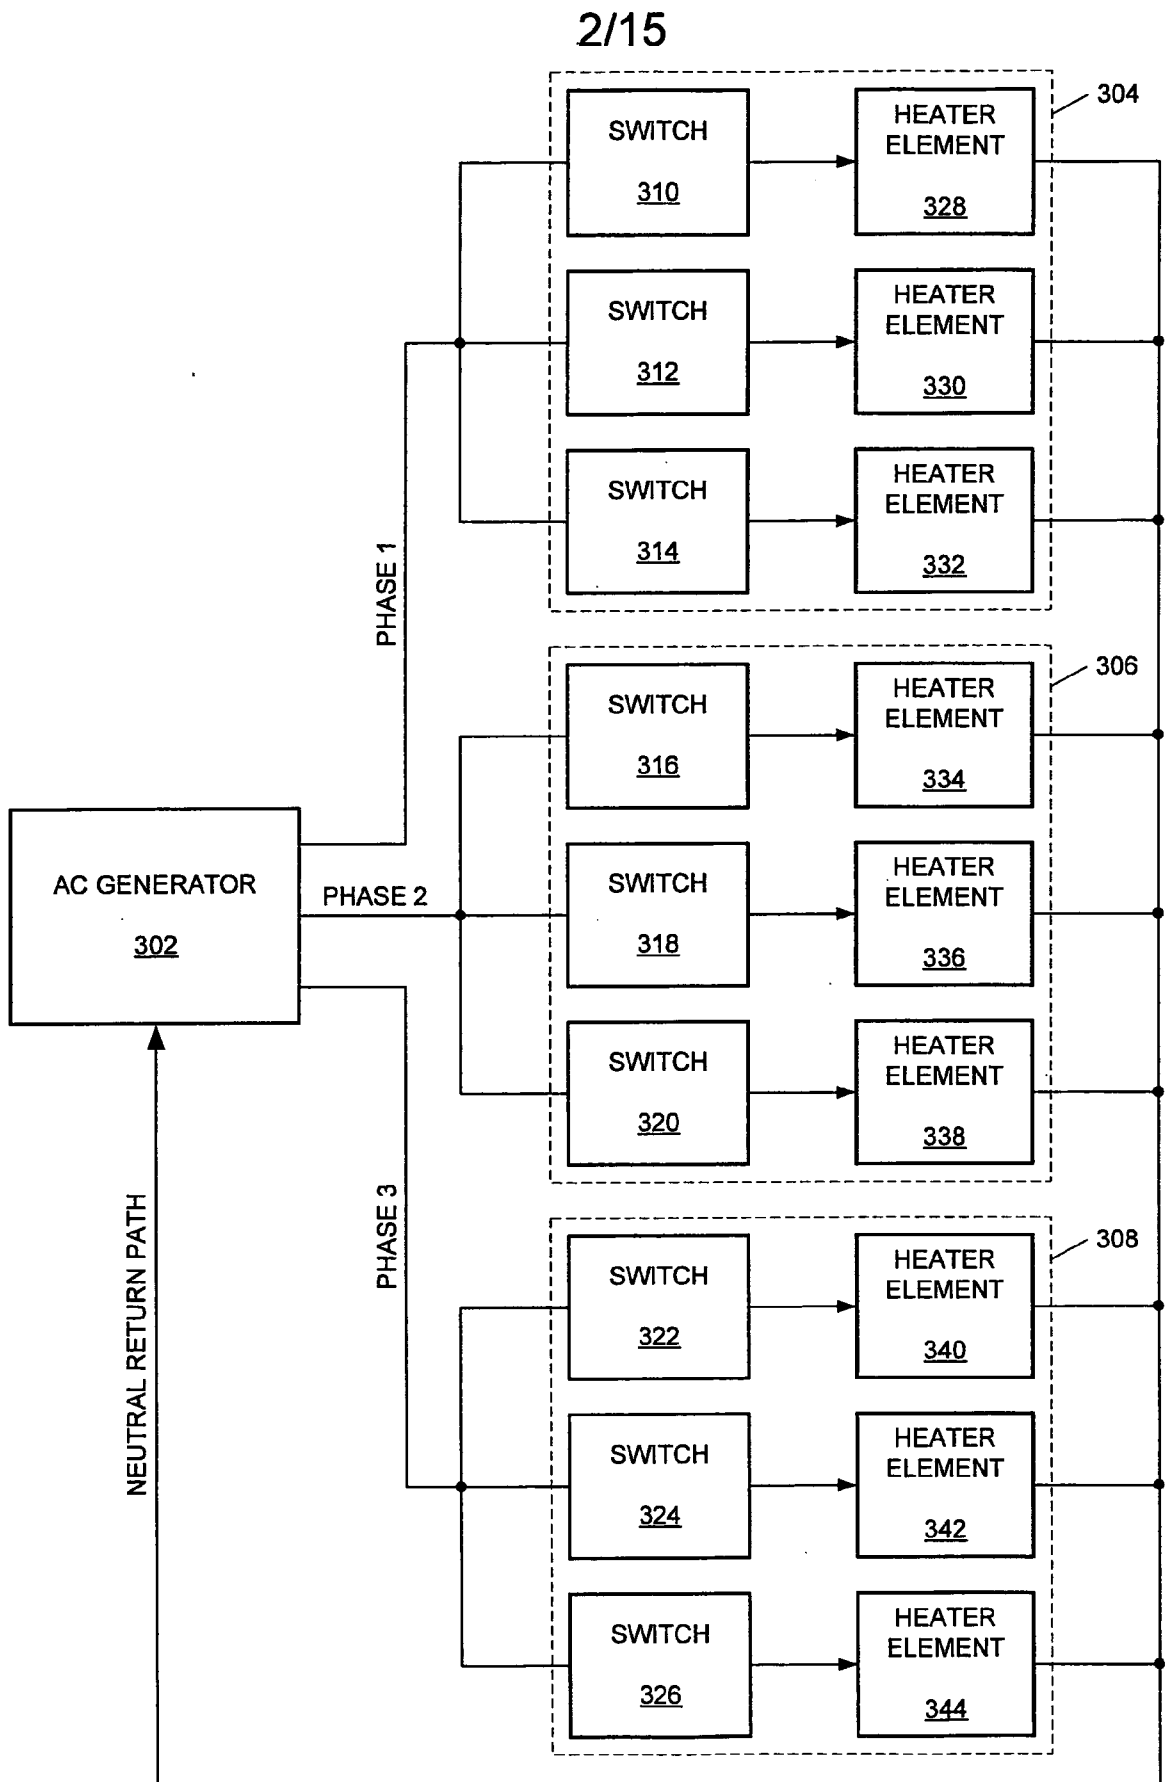 2/15
304
SWITCH
310
HEATER
ELEMENT
328
SWITCH
312
HEATER
ELEMENT
330
SWITCH
314
HEATER
ELEMENT
332
PHASE 1
306
SWITCH
316
HEATER
ELEMENT
334
AC GENERATOR
302
PHASE 2
SWITCH
318
HEATER
ELEMENT
336
SWITCH
320
HEATER
ELEMENT
338
NEUTRAL RETURN PATH
PHASE 3
308
SWITCH
322
HEATER
ELEMENT
340
SWITCH
324
HEATER
ELEMENT
342
SWITCH
326
HEATER
ELEMENT
344